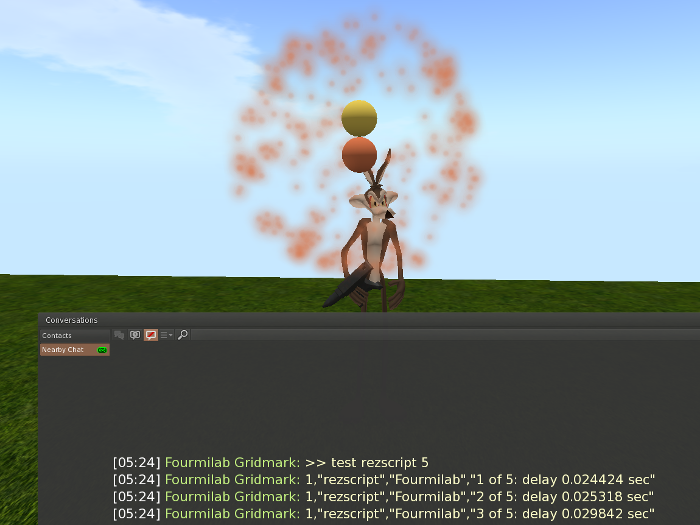 Conversations
Contacts
Nearby Chat
[05:24] Fourmilab Gridmark: >> test rezscript 5
[05:24] Fourmilab Gridmark: 1,"rezscript","Fourmilab","1 of 5: delay 0.024424 sec"
[05:24] Fourmilab Gridmark: 1,"rezscript","Fourmilab","2 of 5: delay 0.025318 sec"
[05:24] Fourmilab Gridmark: 1,"rezscript","Fourmilab","3 of 5: delay 0.029842 sec"